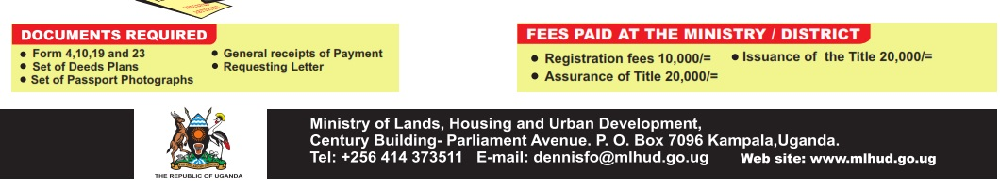 DOCUMENTS REQUIRED
• Form 4,10,19 and 23
• Set of Deeds Plans
• Set of Passport Photographs
• General receipts of Payment
• Requesting Letter
FEES PAID AT THE MINISTRY / DISTRICT
• Registration fees 10,000/=
• Assurance of Title 20,000/=
• Issuance of the Title 20,000/=
THE REPUBLIC OF UGANDA
Ministry of Lands, Housing and Urban Development,
Century Building- Parliament Avenue. P. O. Box 7096 Kampala,Uganda.
Tel: +256 414 373511 E-mail: dennisfo@mlhud.go.ug Web site: www.mlhud.go.ug